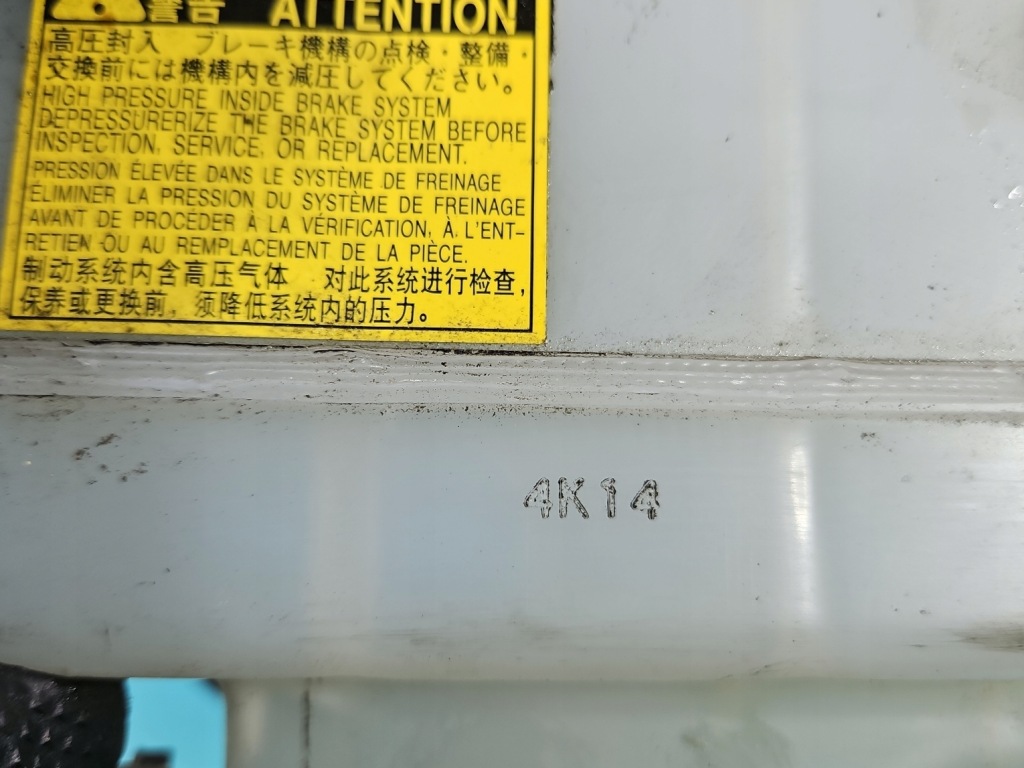 警告 ATTENTION
高圧封入 ブレーキ機構の点検・整備・
交換前には機構内を減圧してください。
HIGH PRESSURE INSIDE BRAKE SYSTEM
DEPRESSURERIZE THE BRAKE SYSTEM BEFORE
INSPECTION, SERVICE, OR REPLACEMENT.
PRESSION ÉLEVÉE DANS LE SYSTÈME DE FREINAGE
ÉLIMINER LA PRESSION DU SYSTÈME DE FREINAGE
AVANT DE PROCÉDER À LA VÉRIFICATION, À L'ENT-
RETIEN OU AU REMPLACEMENT DE LA PIÈCE.
制动系统内含高压气体 对此系统进行检查,
保养或更换前, 须降低系统内的压力。
4K14